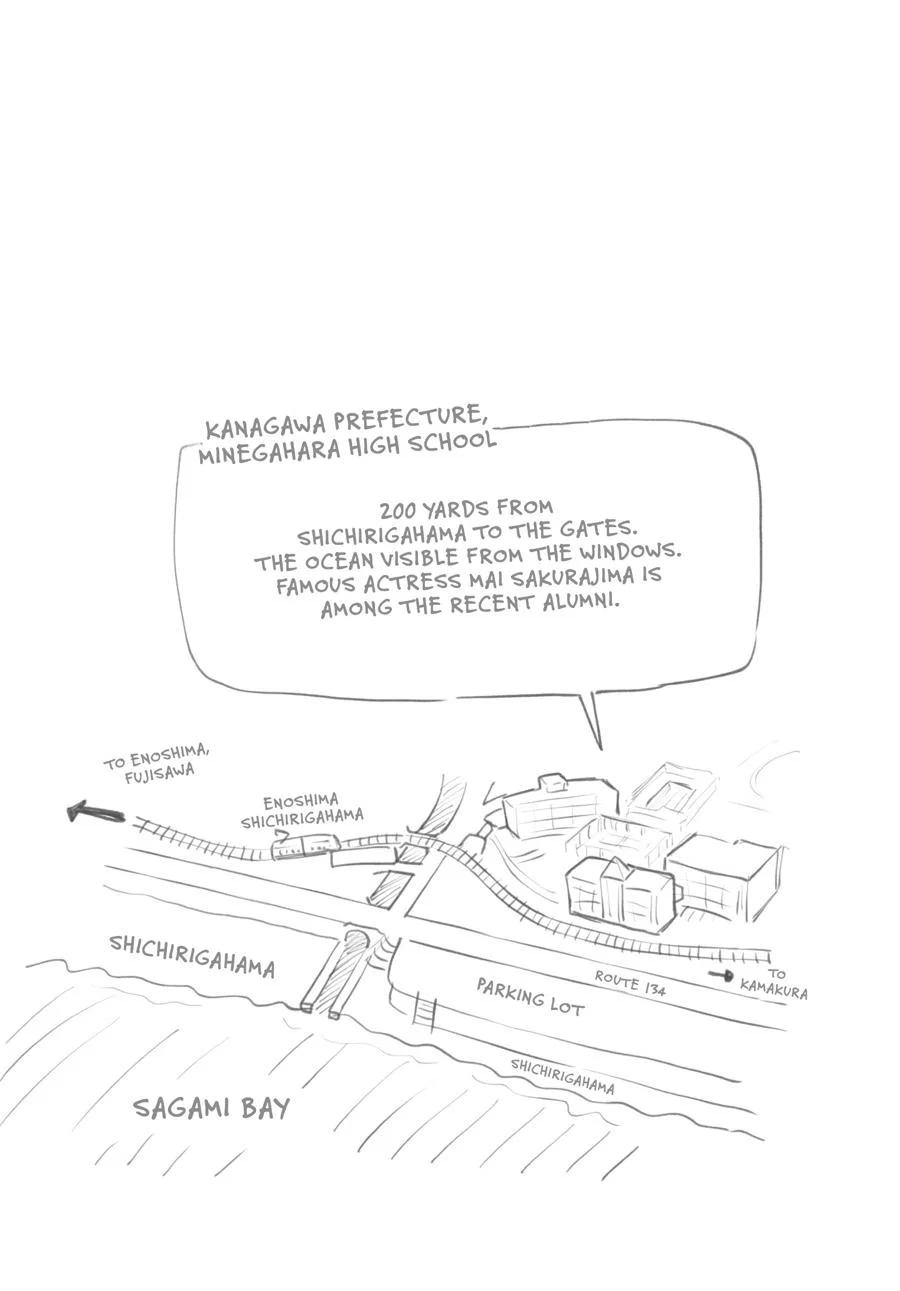 KANAGAWA PREFECTURE,
MINEGAHARA HIGH SCHOOL
200 YARDS FROM
SHICHIRIGAHAMA TO THE GATES.
THE OCEAN VISIBLE FROM THE WINDOWS.
FAMOUS ACTRESS MAI SAKURAJIMA IS
AMONG THE RECENT ALUMNI.
TO ENOSHIMA,
FUJISAWA
ENOSHIMA
SHICHIRIGAHAMA
SHICHIRIGAHAMA
ROUTE 134
TO
KAMAKURA
PARKING LOT
SHICHIRIGAHAMA
SAGAMI BAY